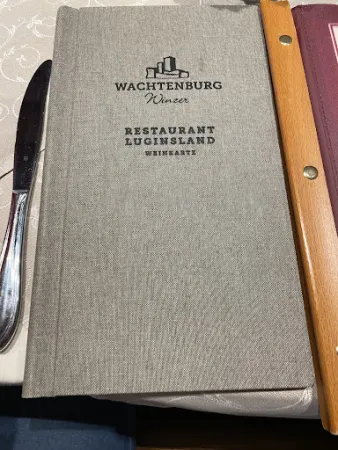 WACHTENBURG
Winzer
RESTAURANT
LUGINSLAND
WEINKARTE